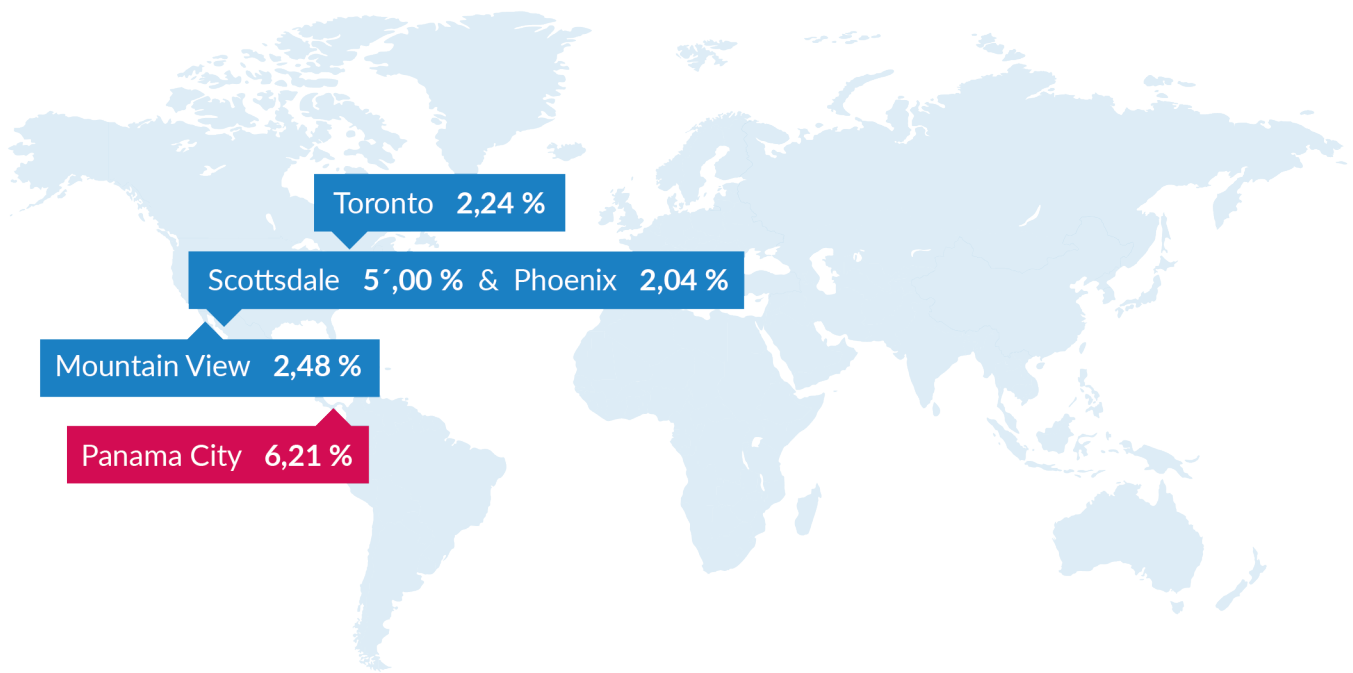 Toronto 2,24 %
Scottsdale 5´,00 % & Phoenix 2,04 %
Mountain View 2,48 %
Panama City 6,21 %